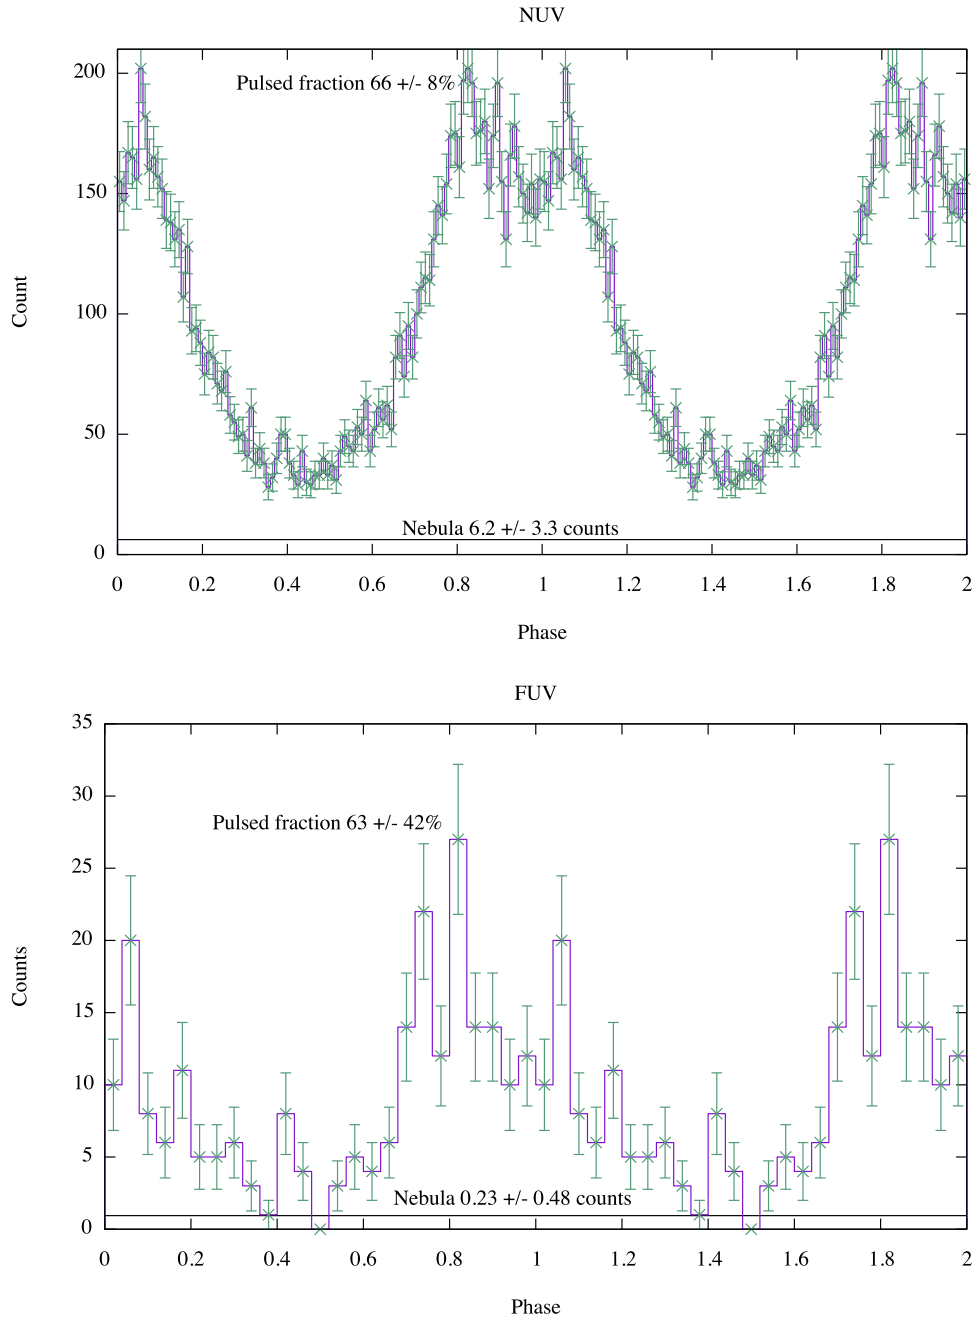 NUV
200
Pulsed fraction 66 +/- 8%
150
Count
100
50
Nebula 6.2 +/- 3.3 counts
0
0 0.2 0.4 0.6 0.8 1 1.2 1.4 1.6 1.8 2
Phase
FUV
35
30
Pulsed fraction 63 +/- 42%
25
20
Counts
15
10
5
Nebula 0.23 +/- 0.48 counts
0
0 0.2 0.4 0.6 0.8 1 1.2 1.4 1.6 1.8 2
Phase